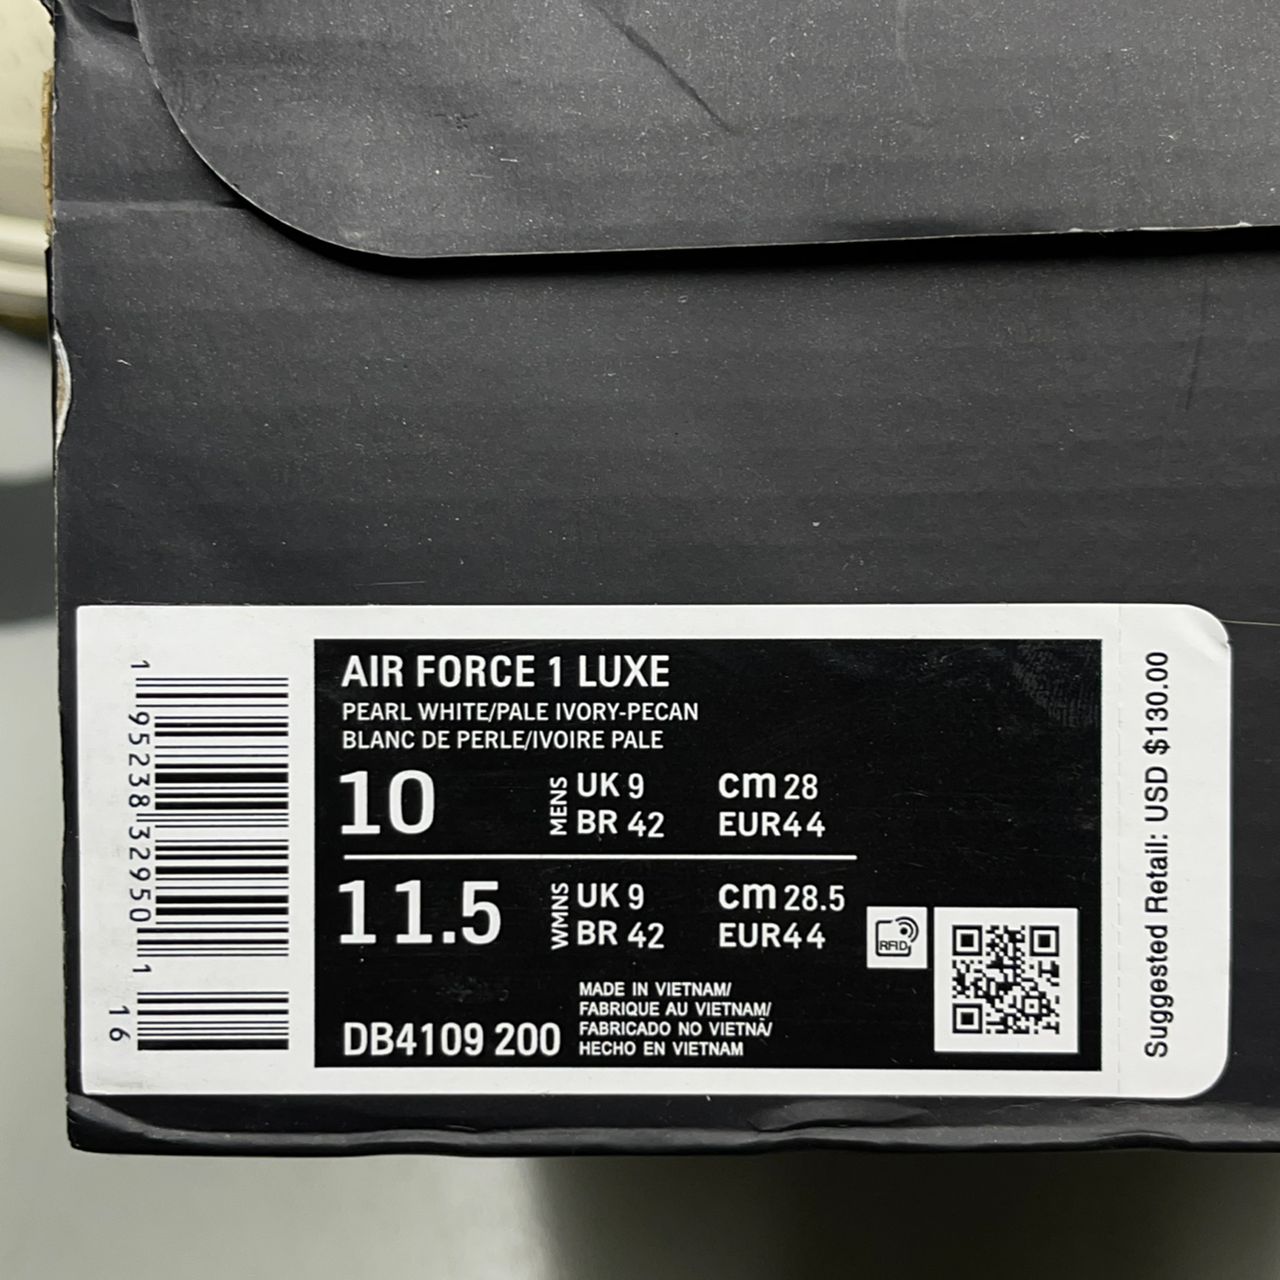 AIR FORCE 1 LUXE
PEARL WHITE/PALE IVORY-PECAN
BLANC DE PERLE/IVOIRE PALE
10
MENS
UK 9
BR 42
cm 28
EUR44
11.5
WMNS
UK 9
BR 42
cm 28.5
EUR44
RFID
MADE IN VIETNAM/
FABRIQUE AU VIETNAM/
FABRICADO NO VIETNÃ/
HECHO EN VIETNAM
DB4109 200
1 95238 32950 1
16
Suggested Retail: USD $130.00